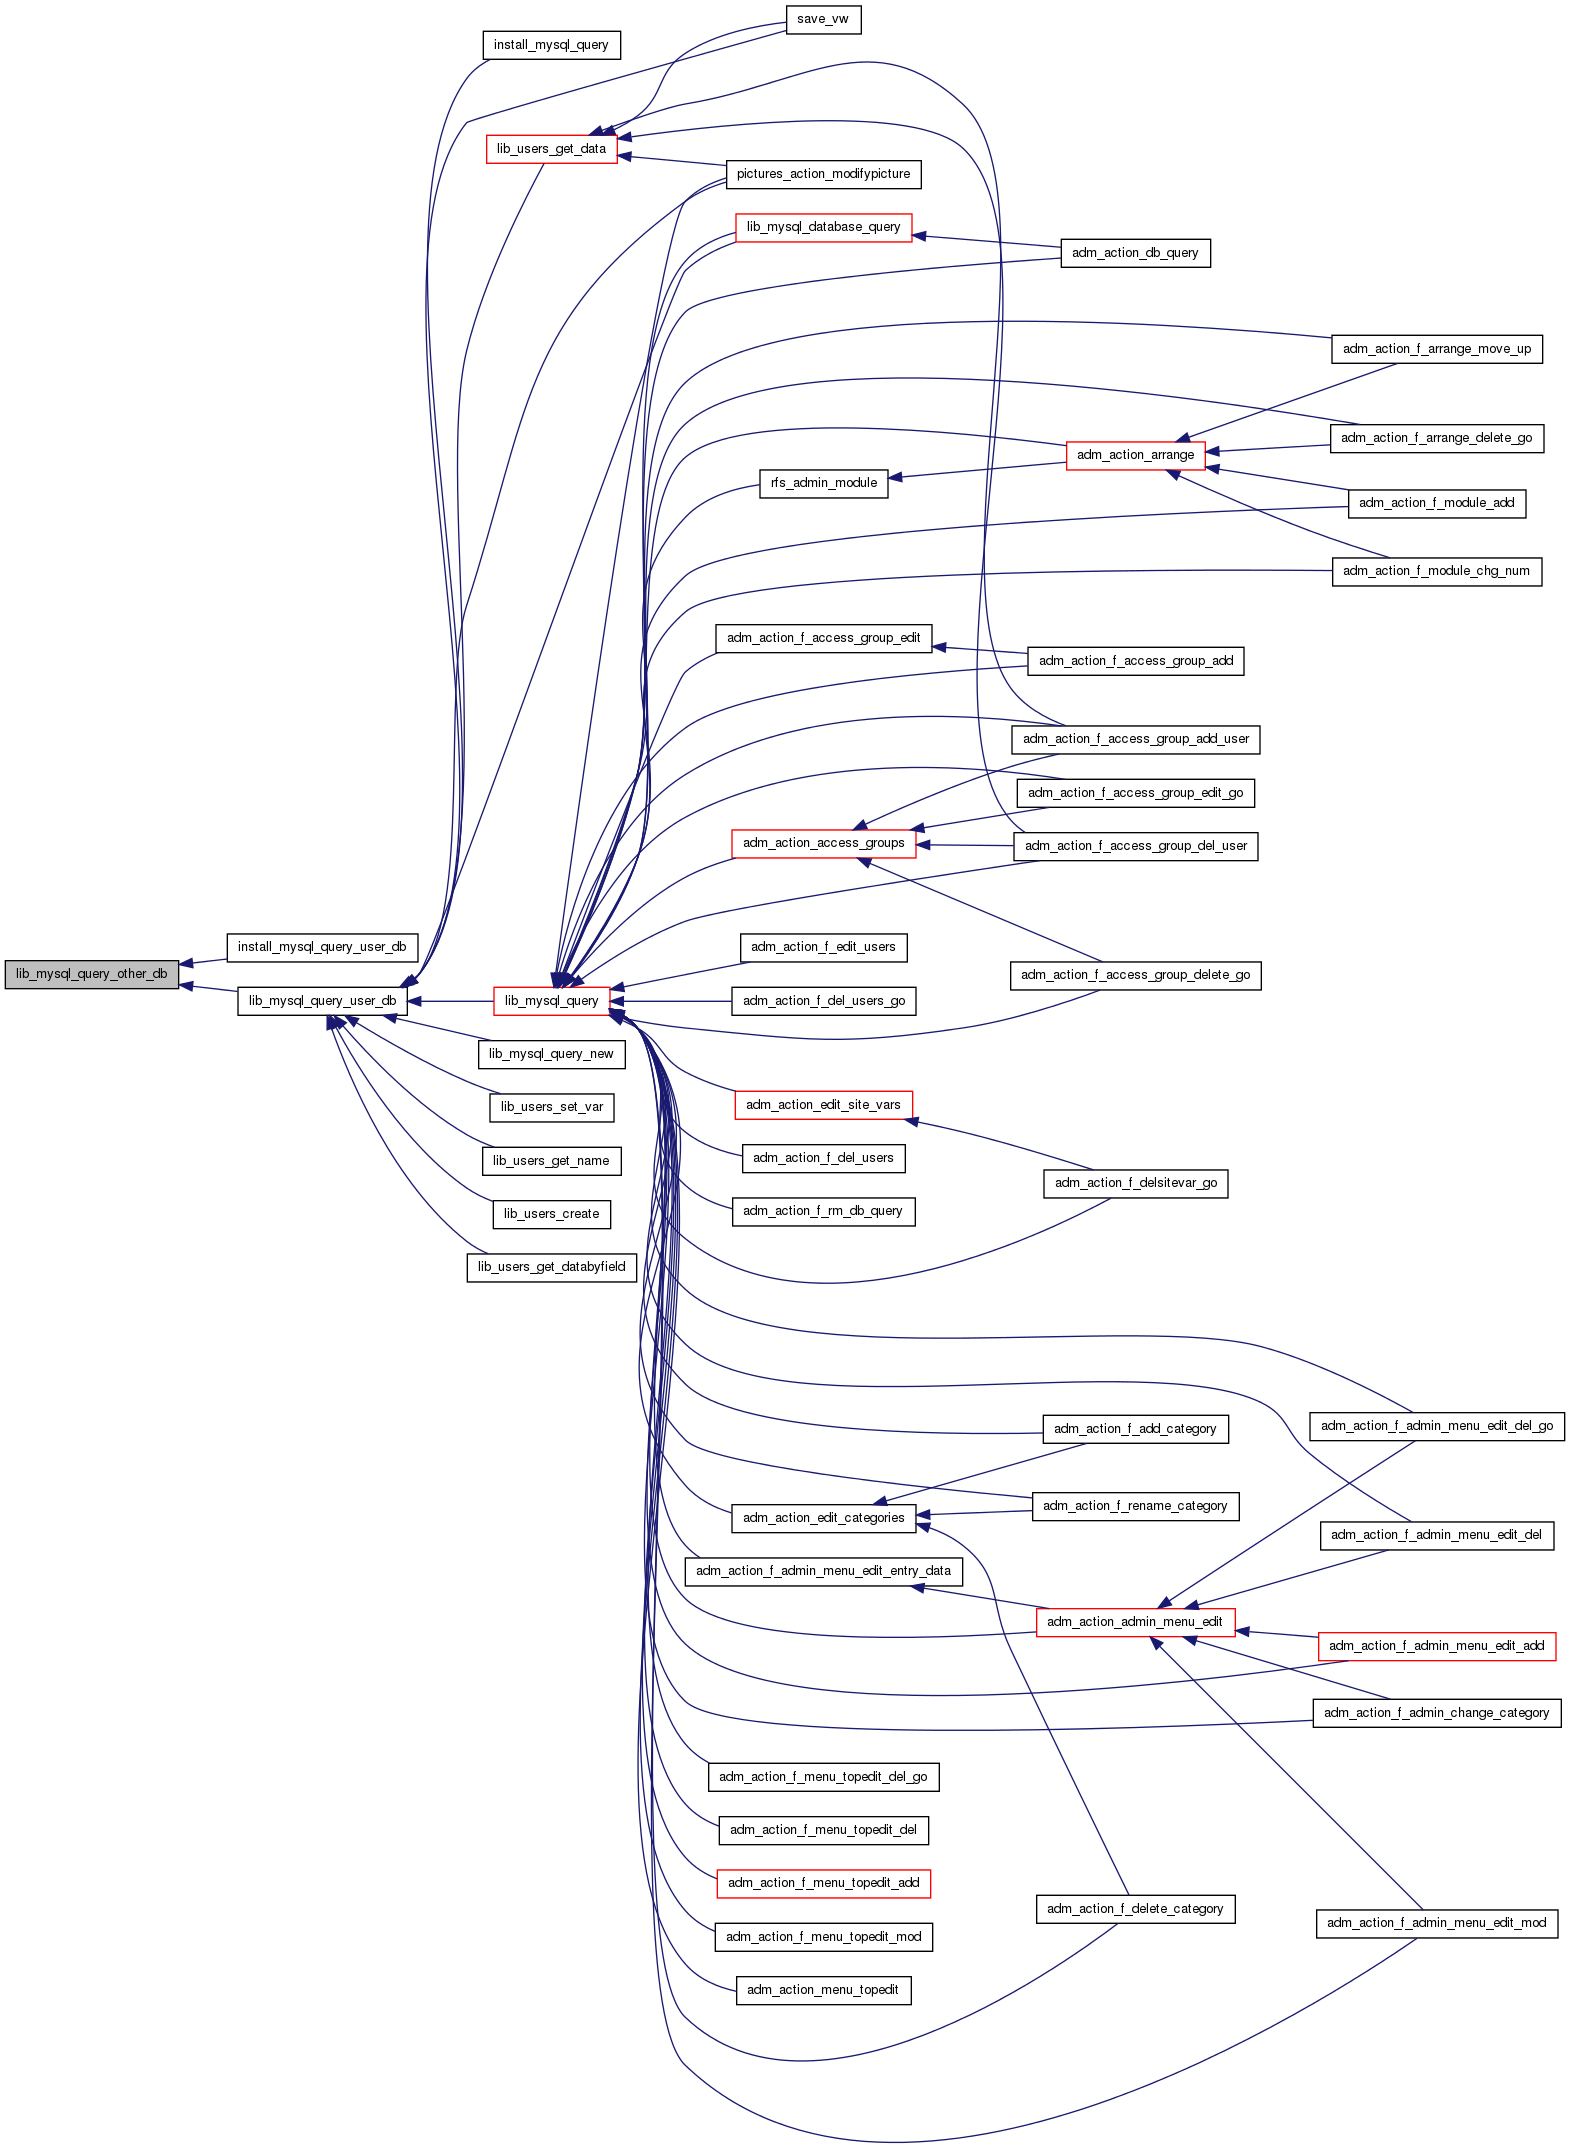 save_vw
install_mysql_query
lib_users_get_data
pictures_action_modifypicture
lib_mysql_database_query
adm_action_db_query
adm_action_f_arrange_move_up
adm_action_f_arrange_delete_go
adm_action_arrange
rfs_admin_module
adm_action_f_module_add
adm_action_f_module_chg_num
adm_action_f_access_group_edit
adm_action_f_access_group_add
adm_action_f_access_group_add_user
adm_action_f_access_group_edit_go
adm_action_access_groups
adm_action_f_access_group_del_user
install_mysql_query_user_db
adm_action_f_edit_users
lib_mysql_query_other_db
adm_action_f_access_group_delete_go
lib_mysql_query_user_db
lib_mysql_query
adm_action_f_del_users_go
lib_mysql_query_new
lib_users_set_var
adm_action_edit_site_vars
lib_users_get_name
adm_action_f_del_users
adm_action_f_delsitevar_go
lib_users_create
adm_action_f_rm_db_query
lib_users_get_databyfield
adm_action_f_add_category
adm_action_f_admin_menu_edit_del_go
adm_action_f_rename_category
adm_action_edit_categories
adm_action_f_admin_menu_edit_del
adm_action_f_admin_menu_edit_entry_data
adm_action_admin_menu_edit
adm_action_f_admin_menu_edit_add
adm_action_f_admin_change_category
adm_action_f_menu_topedit_del_go
adm_action_f_menu_topedit_del
adm_action_f_menu_topedit_add
adm_action_f_delete_category
adm_action_f_admin_menu_edit_mod
adm_action_f_menu_topedit_mod
adm_action_menu_topedit